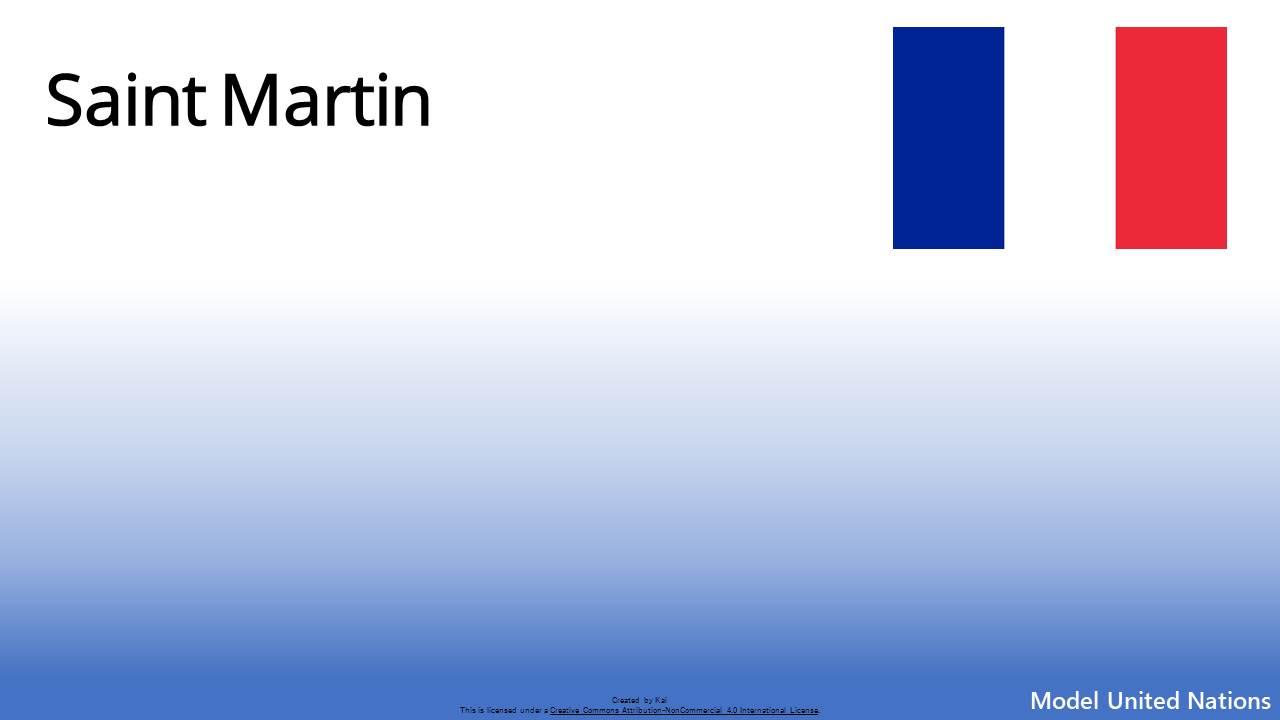 Saint Martin
Created by Kai
This is licensed under a Creative Commons Attribution-NonCommercial 4.0 International License.
Model United Nations